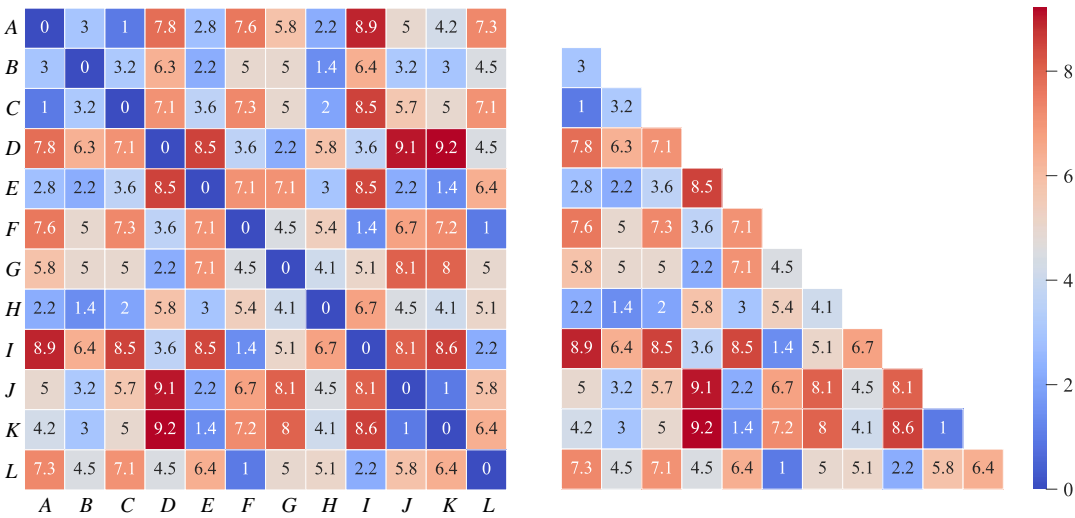 A 0 3 1 7.8 2.8 7.6 5.8 2.2 8.9 5 4.2 7.3
B 3 0 3.2 6.3 2.2 5 5 1.4 6.4 3.2 3 4.5 3
C 1 3.2 0 7.1 3.6 7.3 5 2 8.5 5.7 5 7.1 1 3.2
D 7.8 6.3 7.1 0 8.5 3.6 2.2 5.8 3.6 9.1 9.2 4.5 7.8 6.3 7.1
E 2.8 2.2 3.6 8.5 0 7.1 7.1 3 8.5 2.2 1.4 6.4 2.8 2.2 3.6 8.5
F 7.6 5 7.3 3.6 7.1 0 4.5 5.4 1.4 6.7 7.2 1 7.6 5 7.3 3.6 7.1
G 5.8 5 5 2.2 7.1 4.5 0 4.1 5.1 8.1 8 5 5.8 5 5 2.2 7.1 4.5
H 2.2 1.4 2 5.8 3 5.4 4.1 0 6.7 4.5 4.1 5.1 2.2 1.4 2 5.8 3 5.4 4.1
I 8.9 6.4 8.5 3.6 8.5 1.4 5.1 6.7 0 8.1 8.6 2.2 8.9 6.4 8.5 3.6 8.5 1.4 5.1 6.7
J 5 3.2 5.7 9.1 2.2 6.7 8.1 4.5 8.1 0 1 5.8 5 3.2 5.7 9.1 2.2 6.7 8.1 4.5 8.1
K 4.2 3 5 9.2 1.4 7.2 8 4.1 8.6 1 0 6.4 4.2 3 5 9.2 1.4 7.2 8 4.1 8.6 1
L 7.3 4.5 7.1 4.5 6.4 1 5 5.1 2.2 5.8 6.4 0 7.3 4.5 7.1 4.5 6.4 1 5 5.1 2.2 5.8 6.4
A B C D E F G H I J K L
8
6
4
2
0